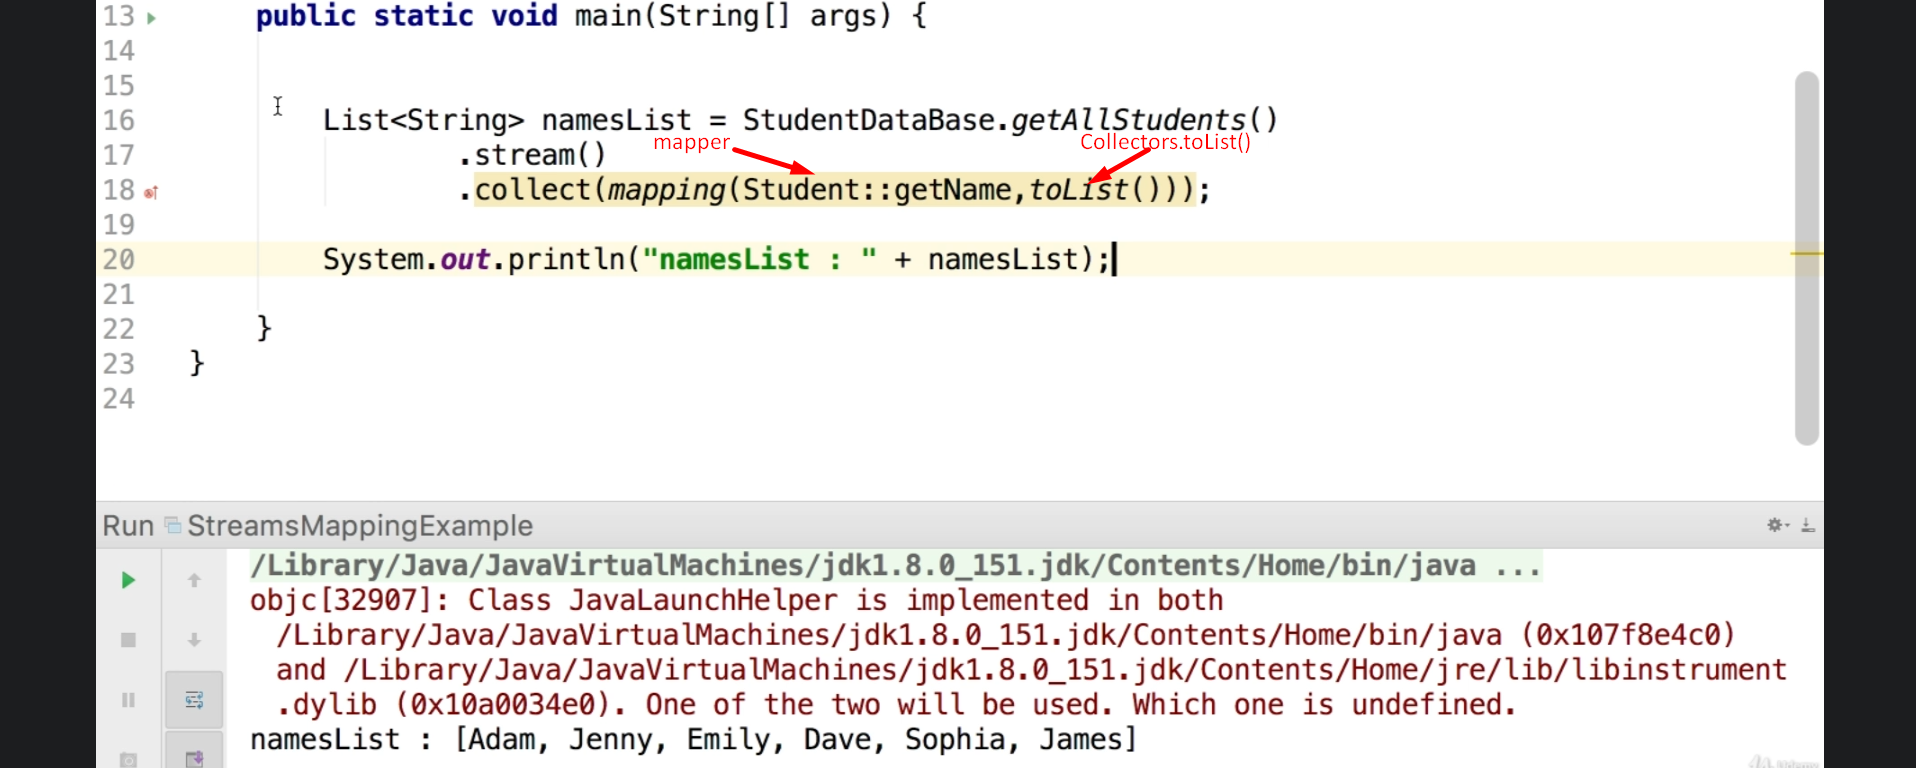 13 public static void main(String[] args) {
14
15
16 List<String> namesList = StudentDataBase.getAllStudents()
mapper Collectors.toList()
17 .stream()
18 .collect(mapping(Student::getName,toList()));
19
20 System.out.println("namesList : " + namesList);
21
22 }
23 }
24
Run StreamsMappingExample
/Library/Java/JavaVirtualMachines/jdk1.8.0_151.jdk/Contents/Home/bin/java ...
objc[32907]: Class JavaLaunchHelper is implemented in both
/Library/Java/JavaVirtualMachines/jdk1.8.0_151.jdk/Contents/Home/bin/java (0x107f8e4c0)
and /Library/Java/JavaVirtualMachines/jdk1.8.0_151.jdk/Contents/Home/jre/lib/libinstrument
.dylib (0x10a0034e0). One of the two will be used. Which one is undefined.
namesList : [Adam, Jenny, Emily, Dave, Sophia, James]